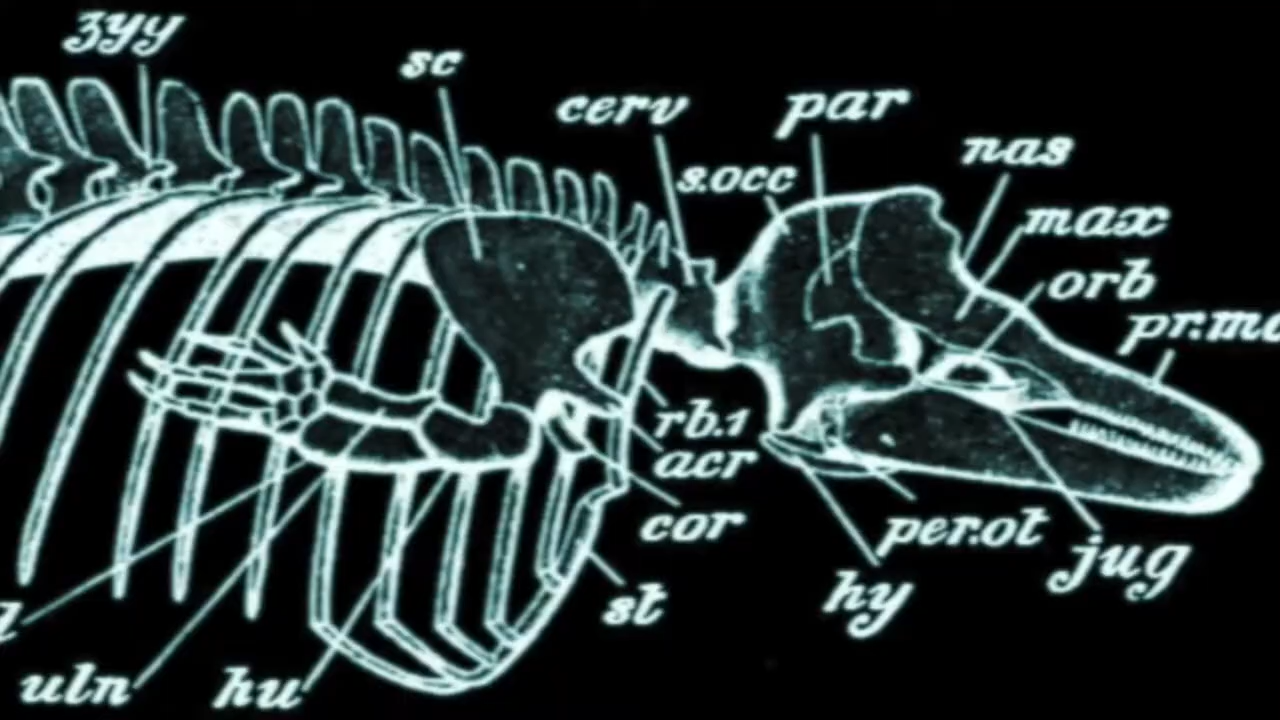 zyy
sc
cerv
par
s.occ
nas
max
orb
rb.1
acr
cor
per.ot
jug
st
hy
uln
hu